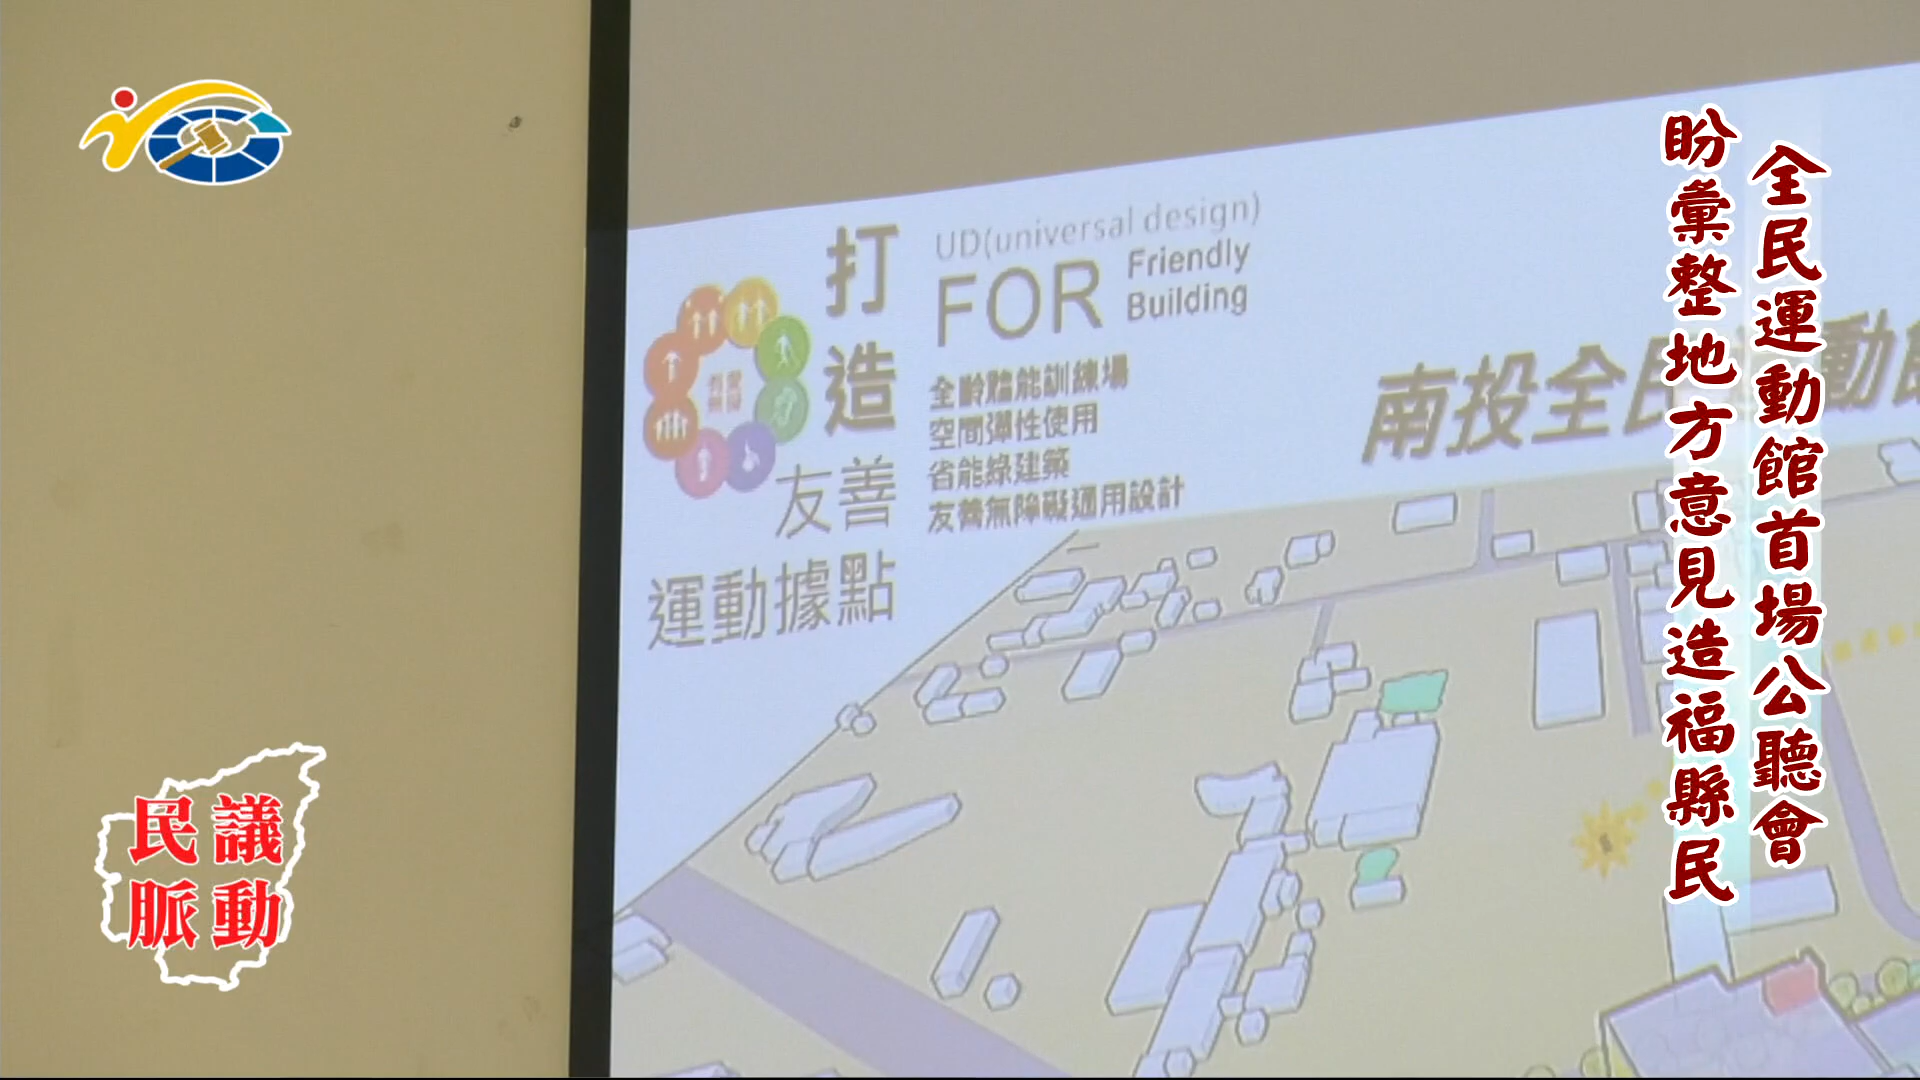 全民運動館首場公聽會
盼彙整地方意見造福縣民
打造
友善
運動據點
UD(universal design)
FOR Friendly Building
全齡體能訓練場
空間彈性使用
省能綠建築
友善無障礙通用設計
南投全民運動館
民議
脈動